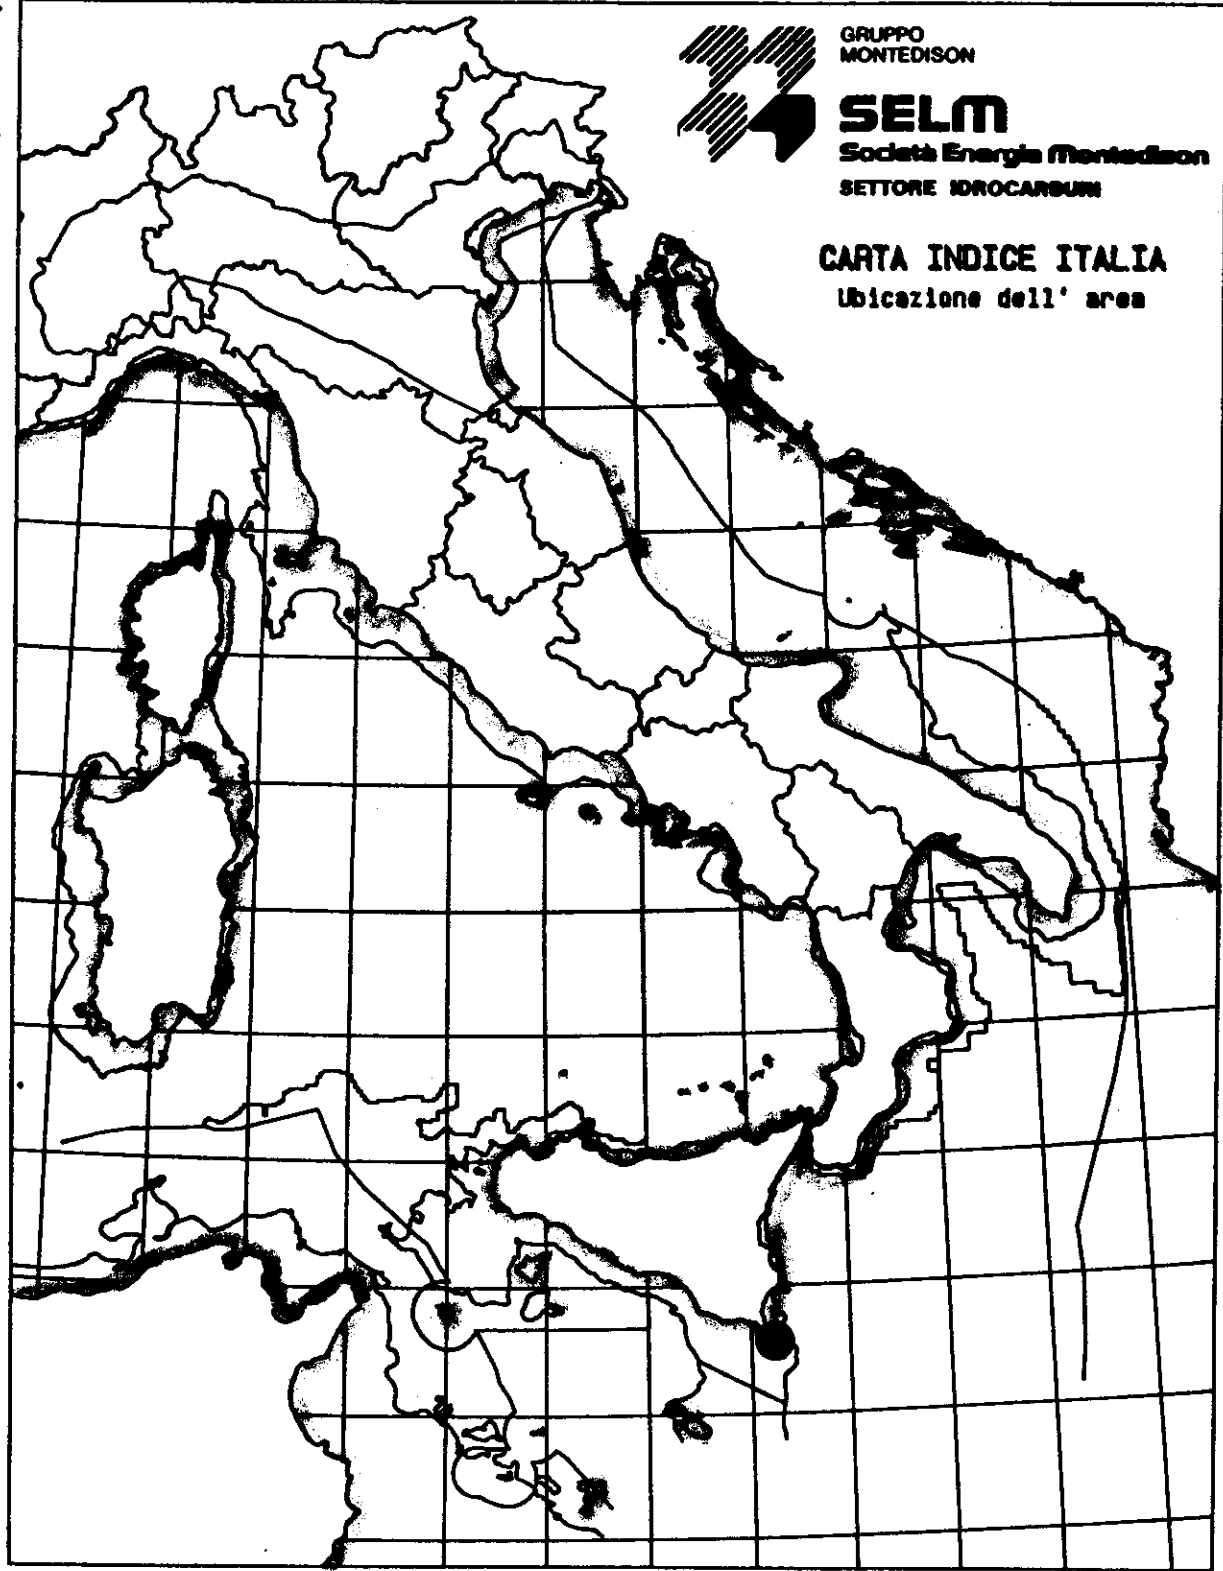 GRUPPO
MONTEDISON
SELM
Società Energia Montedison
SETTORE IDROCARBURI
CARTA INDICE ITALIA
Ubicazione dell' area